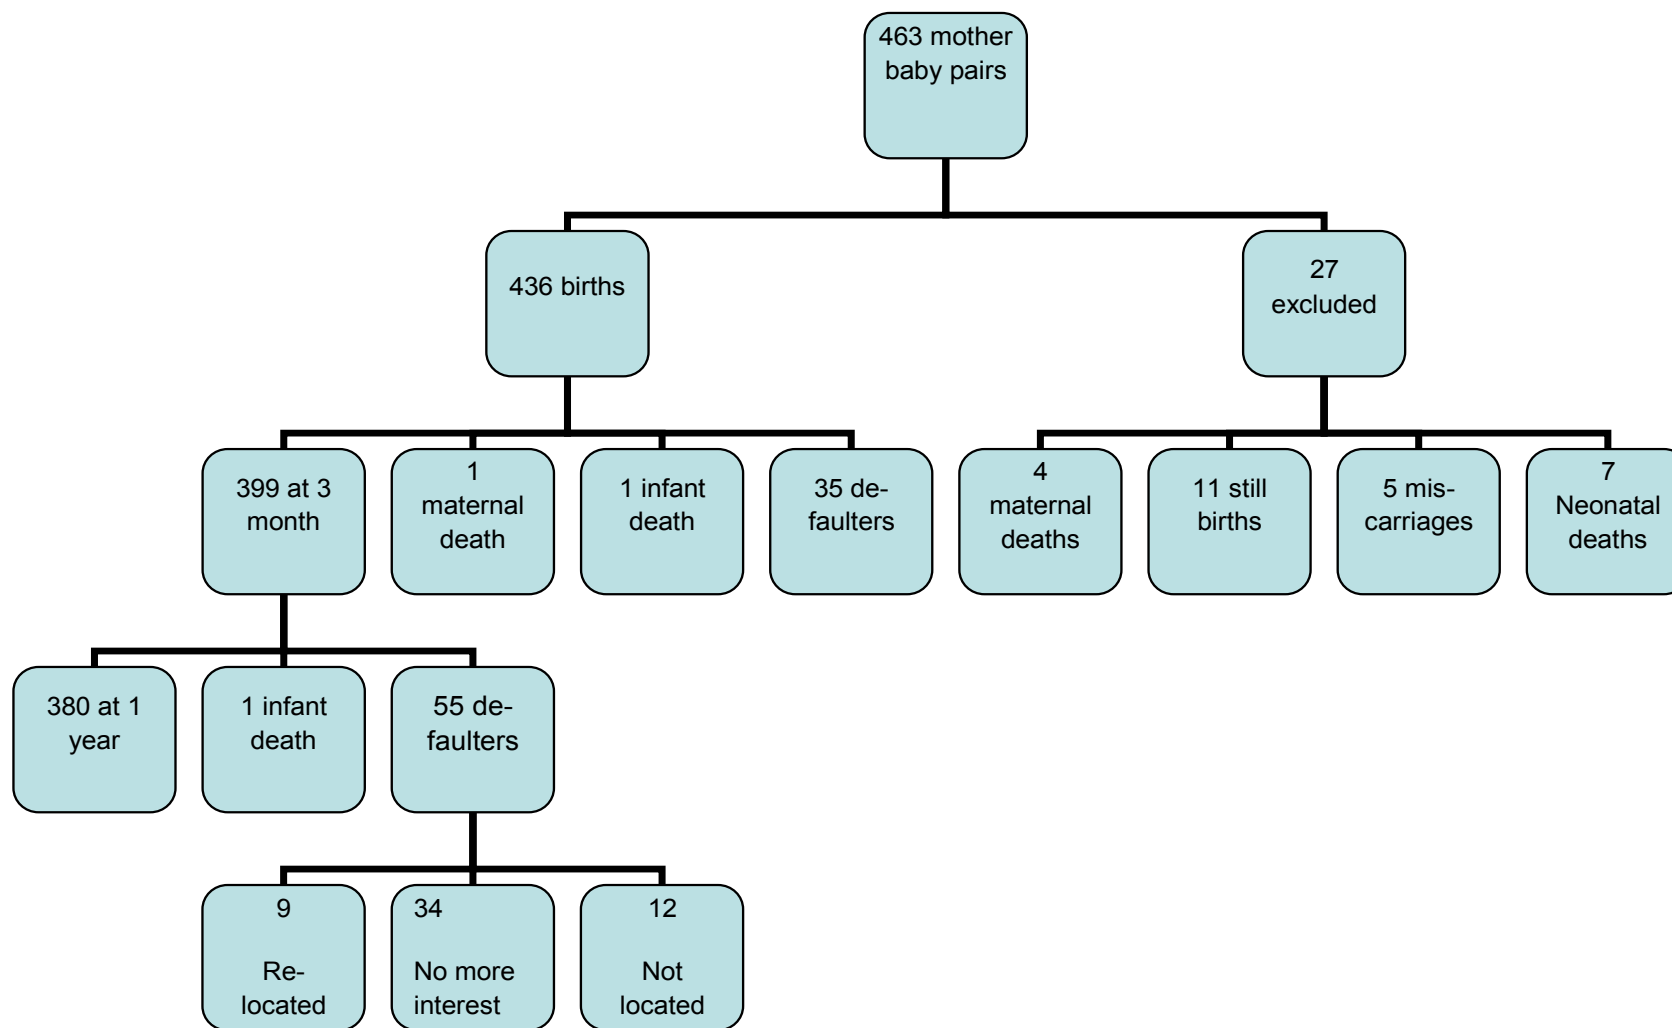 463 mother
baby pairs
436 births
27
excluded
399 at 3
month
1
maternal
death
1 infant
death
35 de-
faulters
4
maternal
deaths
11 still
births
5 mis-
carriages
7
Neonatal
deaths
380 at 1
year
1 infant
death
55 de-
faulters
9
Re-
located
34
No more
interest
12
Not
located